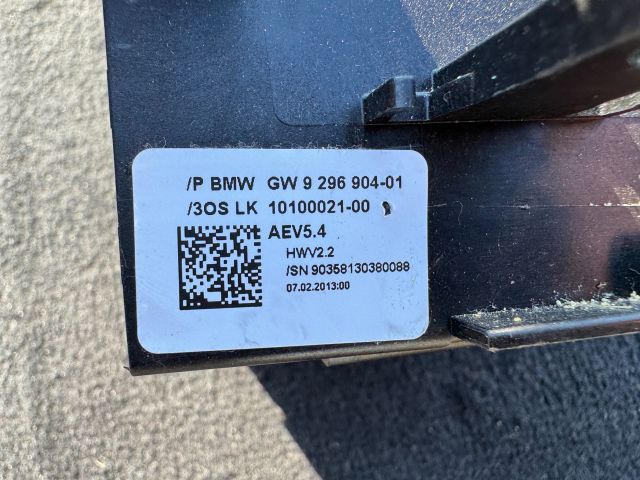 /P BMW GW 9 296 904-01
/3OS LK 10100021-00
AEV5.4
HWV2.2
/SN 90358130380088
07.02.2013:00